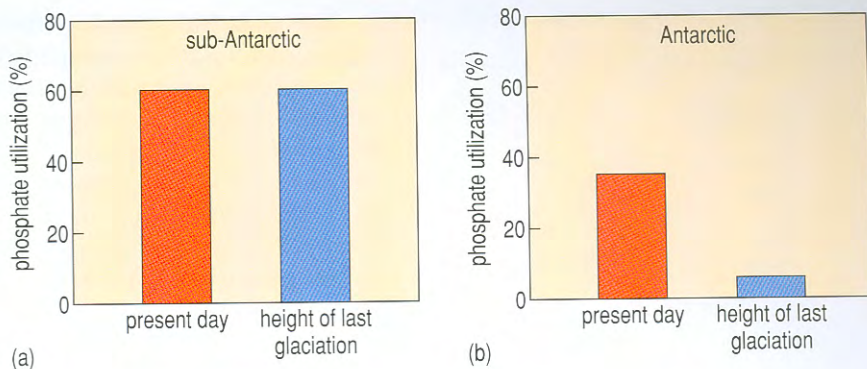 80
60
40
20
0
phosphate utilization (%)
sub-Antarctic
present day
height of last
glaciation
(a)
80
60
40
20
0
phosphate utilization (%)
Antarctic
present day
height of last
glaciation
(b)